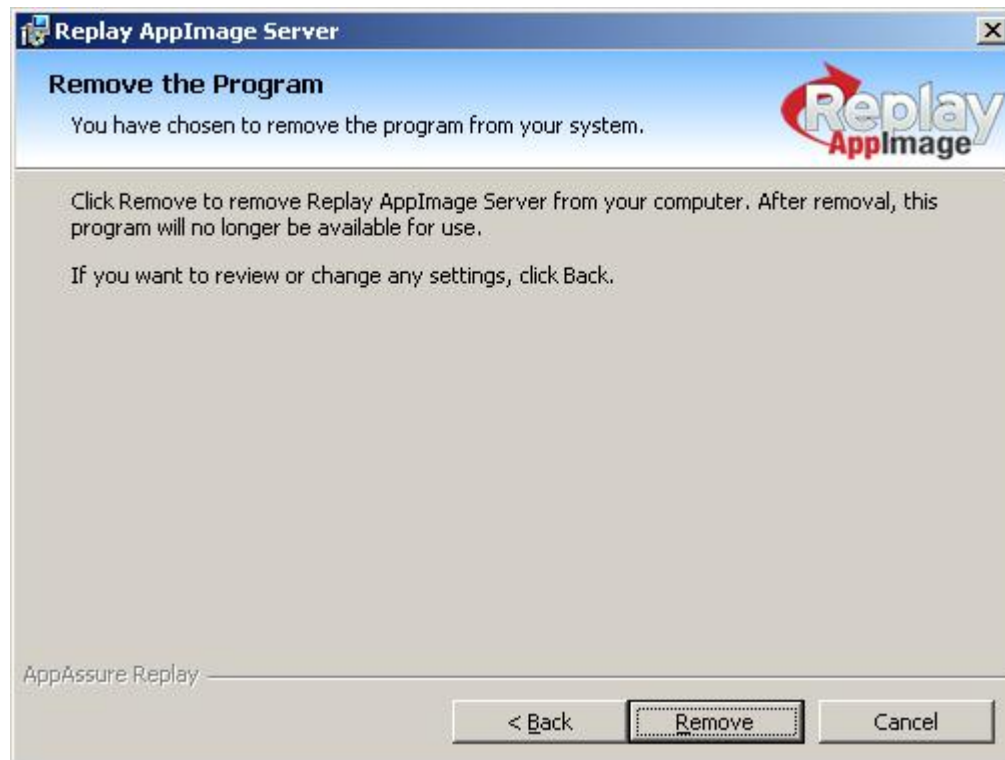 Replay AppImage Server
Remove the Program
You have chosen to remove the program from your system.
Replay
AppImage
Click Remove to remove Replay AppImage Server from your computer. After removal, this
program will no longer be available for use.
If you want to review or change any settings, click Back.
AppAssure Replay
< Back
Remove
Cancel